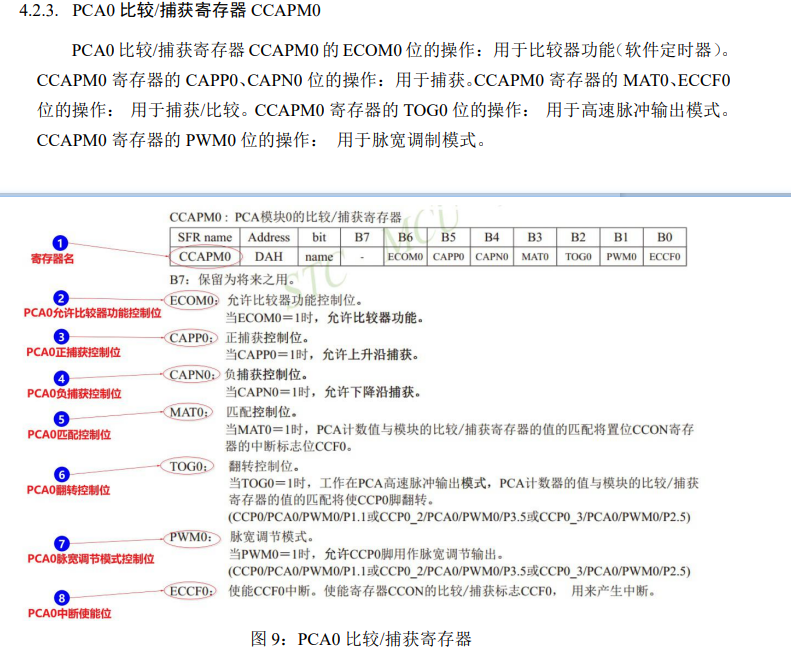 4.2.3. PCA0 比较/捕获寄存器 CCAPM0
PCA0 比较/捕获寄存器 CCAPM0 的 ECOM0 位的操作：用于比较器功能（软件定时器）。
CCAPM0 寄存器的 CAPP0、CAPN0 位的操作：用于捕获。CCAPM0 寄存器的 MAT0、ECCF0
位的操作： 用于捕获/比较。CCAPM0 寄存器的 TOG0 位的操作： 用于高速脉冲输出模式。
CCAPM0 寄存器的 PWM0 位的操作： 用于脉宽调制模式。
STC MCU
CCAPM0：PCA模块0的比较/捕获寄存器
SFR name Address bit B7 B6 B5 B4 B3 B2 B1 B0
CCAPM0 DAH name - ECOM0 CAPP0 CAPN0 MAT0 TOG0 PWM0 ECCF0
1
寄存器名
B7：保留为将来之用。
2
PCA0允许比较器功能控制位
ECOM0：允许比较器功能控制位。
当ECOM0＝1时，允许比较器功能。
3
PCA0正捕获控制位
CAPP0：正捕获控制位。
当CAPP0＝1时，允许上升沿捕获。
4
PCA0负捕获控制位
CAPN0：负捕获控制位。
当CAPN0＝1时，允许下降沿捕获。
5
PCA0匹配控制位
MAT0：匹配控制位。
当MAT0＝1时，PCA计数值与模块的比较/捕获寄存器的值的匹配将置位CCON寄存
器的中断标志位CCF0。
6
PCA0翻转控制位
TOG0：翻转控制位。
当TOG0＝1时，工作在PCA高速脉冲输出模式，PCA计数器的值与模块的比较/捕获
寄存器的值的匹配将使CCP0脚翻转。
(CCP0/PCA0/PWM0/P1.1或CCP0_2/PCA0/PWM0/P3.5或CCP0_3/PCA0/PWM0/P2.5)
7
PCA0脉宽调节模式控制位
PWM0：脉宽调节模式。
当PWM0＝1时，允许CCP0脚用作脉宽调节输出。
(CCP0/PCA0/PWM0/P1.1或CCP0_2/PCA0/PWM0/P3.5或CCP0_3/PCA0/PWM0/P2.5)
8
PCA0中断使能位
ECCF0：使能CCF0中断。使能寄存器CCON的比较/捕获标志CCF0， 用来产生中断。
图 9：PCA0 比较/捕获寄存器